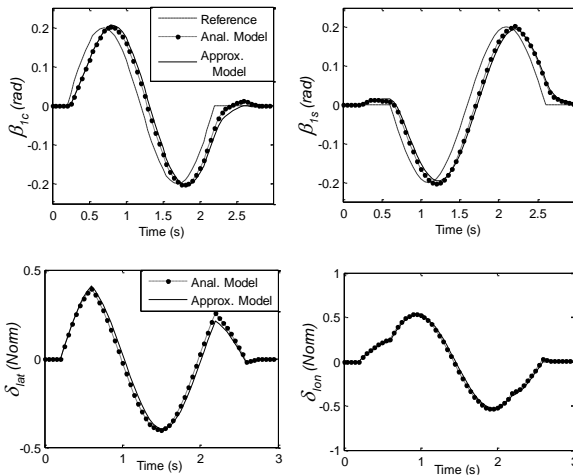 Reference
Anal. Model
Approx. Model
0.2
0.1
0
-0.1
-0.2
β1c (rad)
0 0.5 1 1.5 2 2.5
Time (s)
0.2
0.1
0
-0.1
-0.2
β1s (rad)
0 0.5 1 1.5 2 2.5
Time (s)
Anal. Model
Approx. Model
0.5
0
-0.5
δlat (Norm)
0 1 2 3
Time (s)
1
0.5
0
-0.5
-1
δlon (Norm)
0 1 2 3
Time (s)